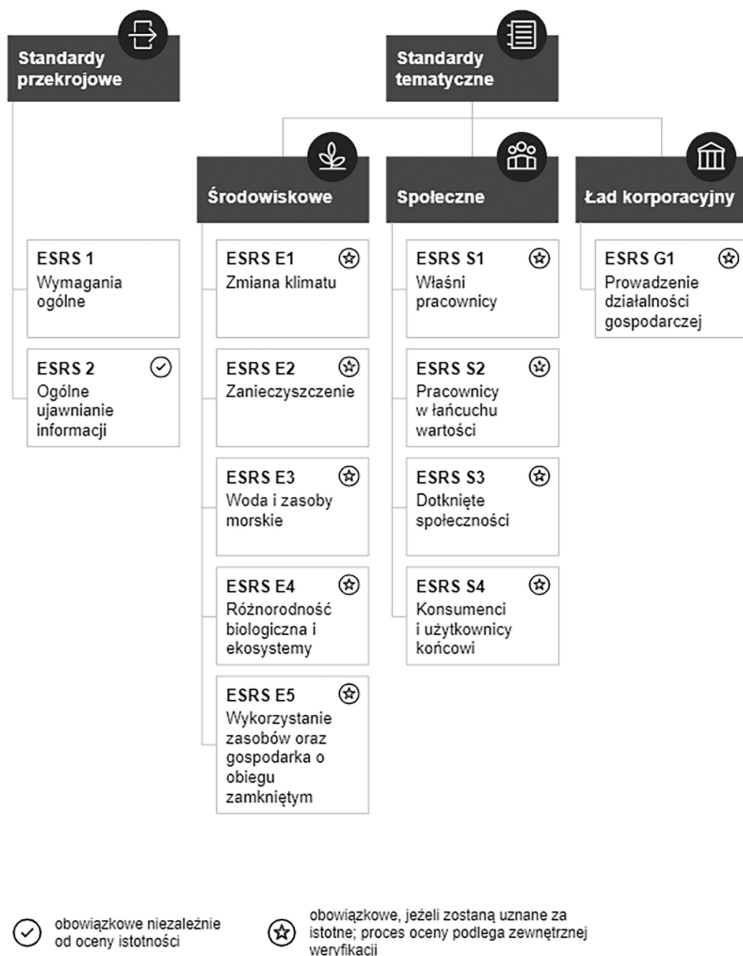 Standardy
przekrojowe
ESRS 1
Wymagania
ogólne
ESRS 2
Ogólne
ujawnianie
informacji
Standardy
tematyczne
Środowiskowe
ESRS E1
Zmiana klimatu
ESRS E2
Zanieczyszczenie
ESRS E3
Woda i zasoby
morskie
ESRS E4
Różnorodność
biologiczna i
ekosystemy
ESRS E5
Wykorzystanie
zasobów oraz
gospodarka o
obiegu
zamkniętym
Społeczne
ESRS S1
Właśni
pracownicy
ESRS S2
Pracownicy
w łańcuchu
wartości
ESRS S3
Dotknięte
społeczności
ESRS S4
Konsumenci
i użytkownicy
końcowi
Ład korporacyjny
ESRS G1
Prowadzenie
działalności
gospodarczej
obowiązkowe niezależnie
od oceny istotności
obowiązkowe, jeżeli zostaną uznane za
istotne; proces oceny podlega zewnętrznej
weryfikacji